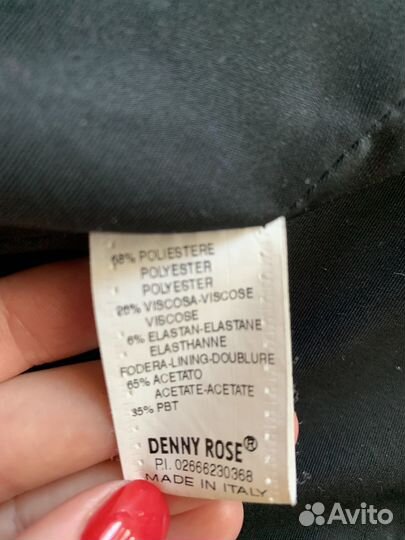 68% POLIESTERE
POLYESTER
POLYESTER
26% VISCOSA-VISCOSE
VISCOSE
6% ELASTAN-ELASTANE
ELASTHANNE
FODERA-LINING-DOUBLURE
65% ACETATO
ACETATE-ACETATE
35% PBT
DENNY ROSE®
P.I. 02666230368
MADE IN ITALY
Avito